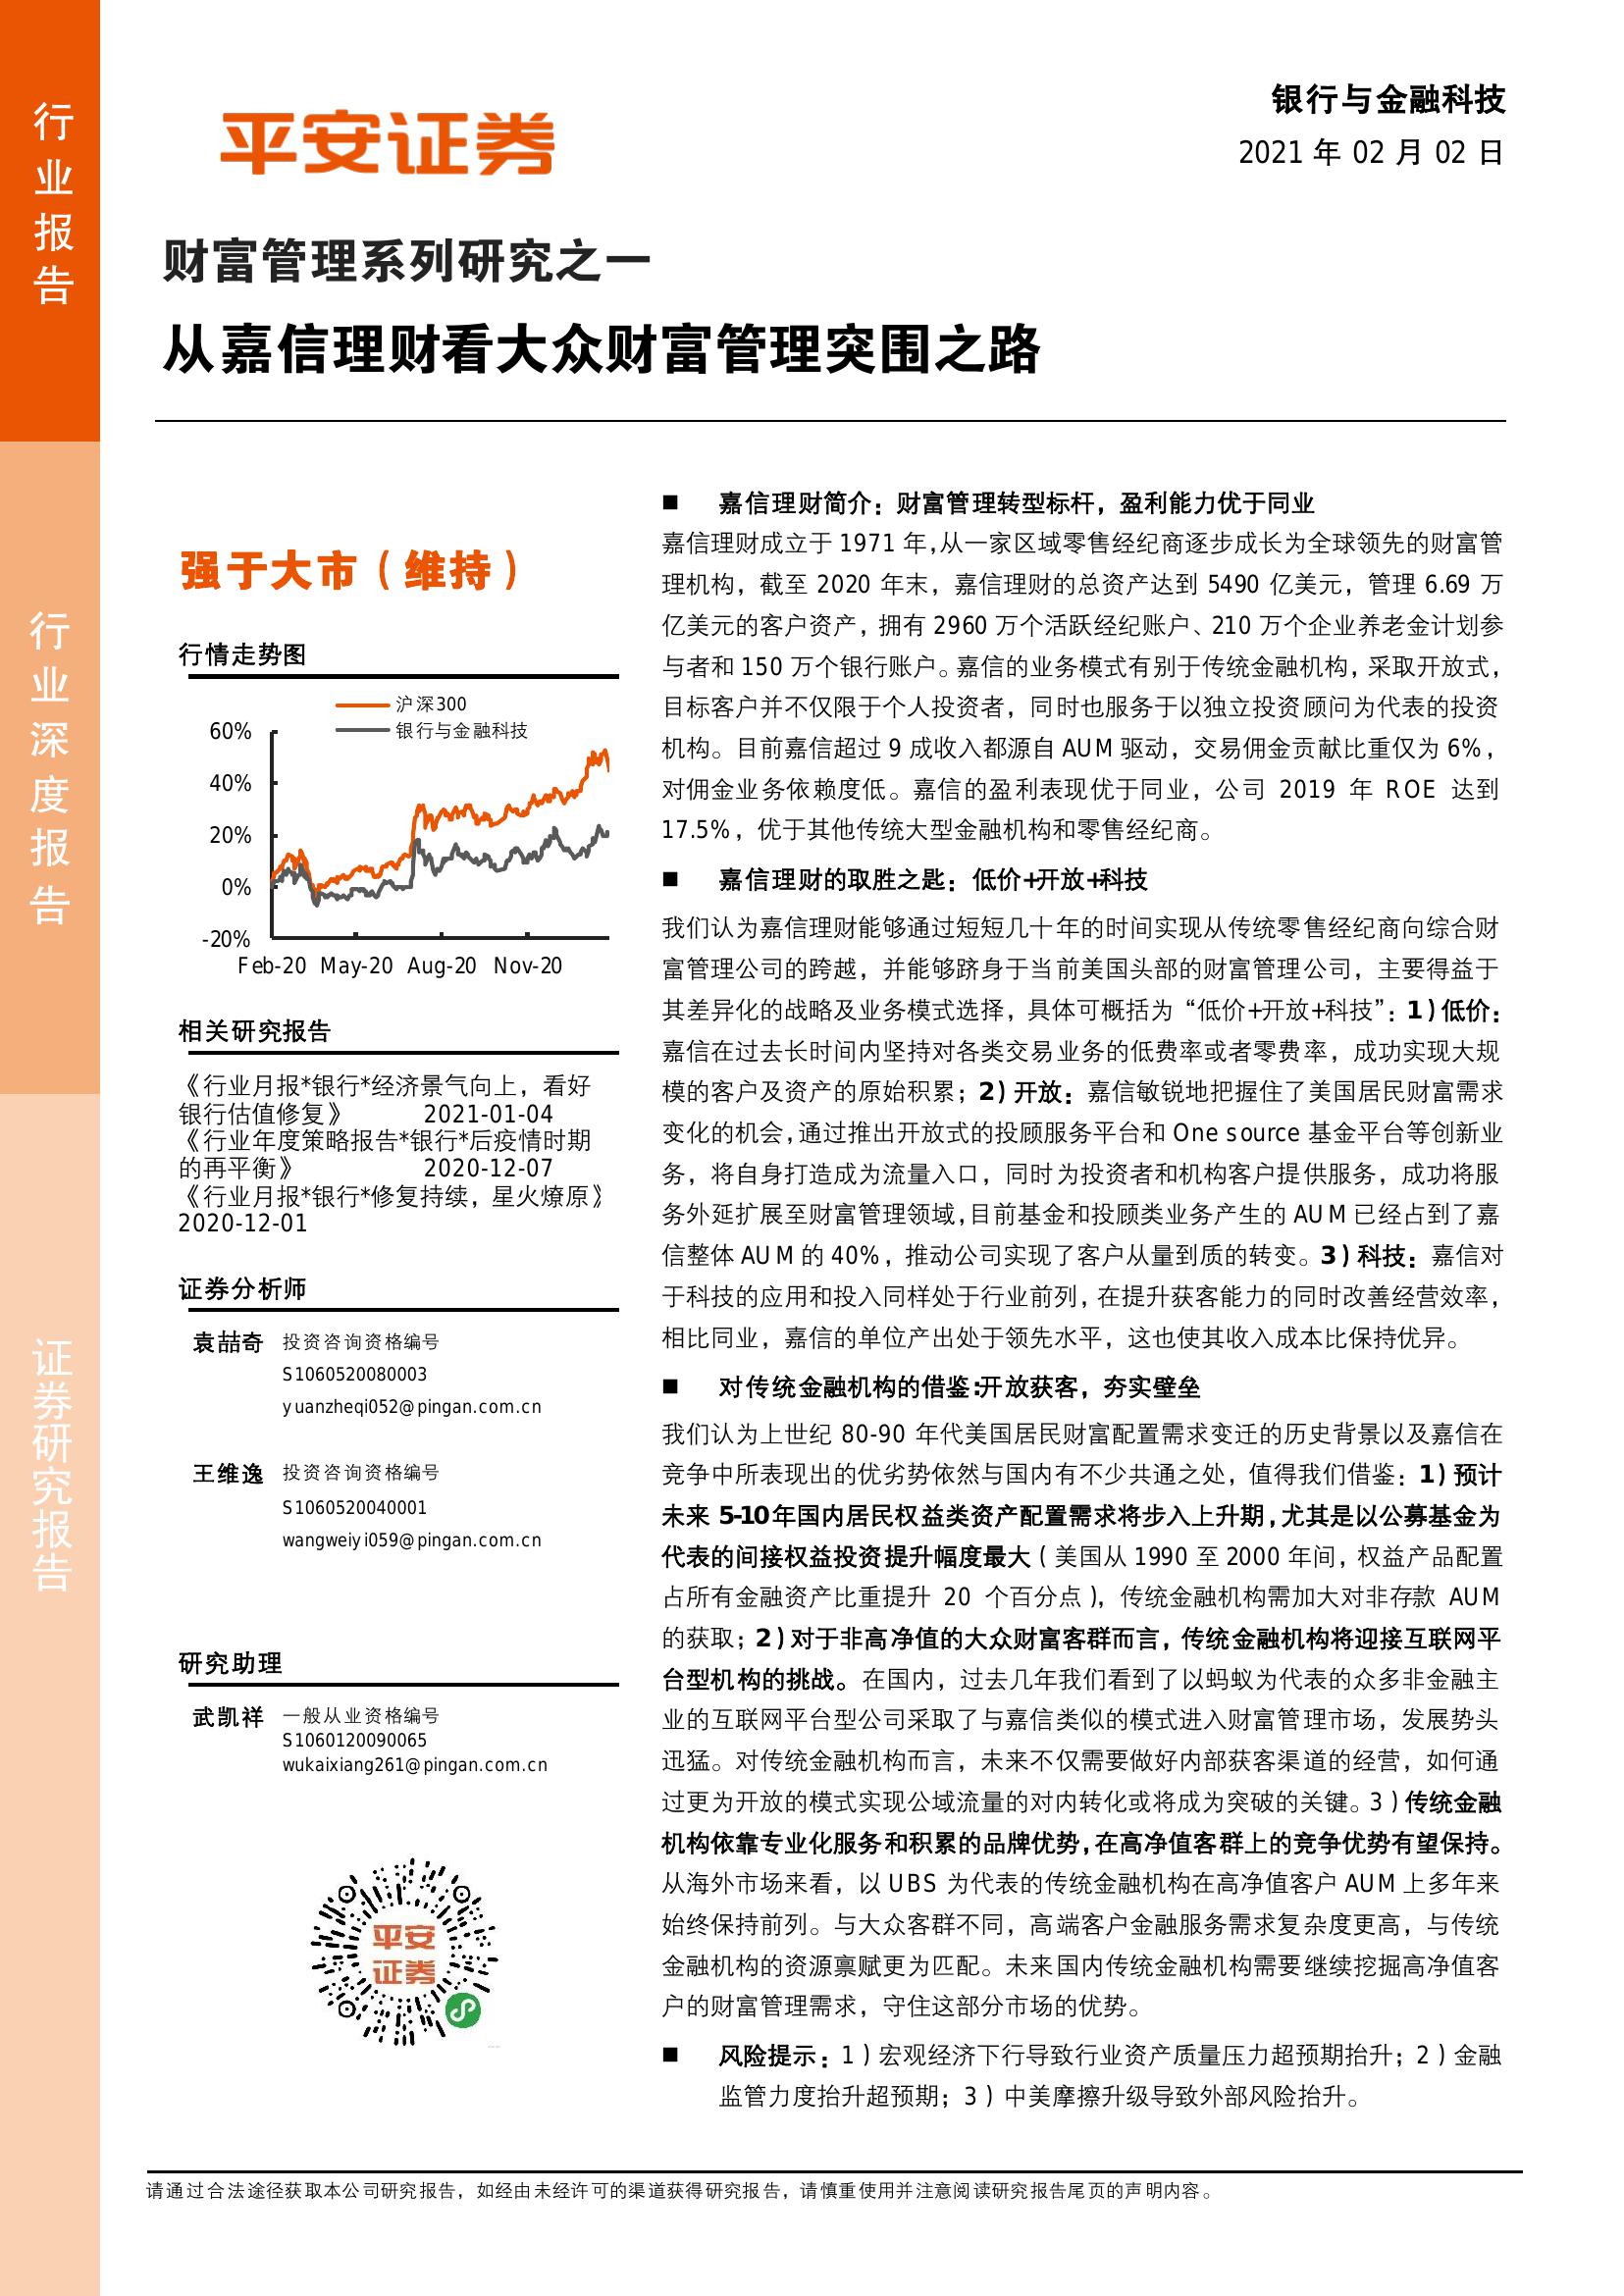 行业报告
行业深度报告
证券研究报告
平安证券
银行与金融科技
2021 年 02 月 02 日
财富管理系列研究之一
从嘉信理财看大众财富管理突围之路
强于大市（维持）
行情走势图
沪深300
银行与金融科技
60%
40%
20%
0%
-20%
Feb-20 May-20 Aug-20 Nov-20
相关研究报告
《行业月报*银行*经济景气向上，看好
银行估值修复》 2021-01-04
《行业年度策略报告*银行*后疫情时期
的再平衡》 2020-12-07
《行业月报*银行*修复持续，星火燎原》
2020-12-01
证券分析师
袁喆奇 投资咨询资格编号
S1060520080003
yuanzheqi052@pingan.com.cn
王维逸 投资咨询资格编号
S1060520040001
wangweiyi059@pingan.com.cn
研究助理
武凯祥 一般从业资格编号
S1060120090065
wukaixiang261@pingan.com.cn
平安
证券
■ 嘉信理财简介：财富管理转型标杆，盈利能力优于同业
嘉信理财成立于 1971 年，从一家区域零售经纪商逐步成长为全球领先的财富管
理机构，截至 2020 年末，嘉信理财的总资产达到 5490 亿美元，管理 6.69 万
亿美元的客户资产，拥有 2960 万个活跃经纪账户、210 万个企业养老金计划参
与者和 150 万个银行账户。嘉信的业务模式有别于传统金融机构，采取开放式，
目标客户并不仅限于个人投资者，同时也服务于以独立投资顾问为代表的投资
机构。目前嘉信超过 9 成收入都源自 AUM 驱动，交易佣金贡献比重仅为 6%，
对佣金业务依赖度低。嘉信的盈利表现优于同业，公司 2019 年 ROE 达到
17.5%，优于其他传统大型金融机构和零售经纪商。
■ 嘉信理财的取胜之匙：低价+开放+科技
我们认为嘉信理财能够通过短短几十年的时间实现从传统零售经纪商向综合财
富管理公司的跨越，并能够跻身于当前美国头部的财富管理公司，主要得益于
其差异化的战略及业务模式选择，具体可概括为“低价+开放+科技”：1）低价：
嘉信在过去长时间内坚持对各类交易业务的低费率或者零费率，成功实现大规
模的客户及资产的原始积累；2）开放：嘉信敏锐地把握住了美国居民财富需求
变化的机会，通过推出开放式的投顾服务平台和 One source 基金平台等创新业
务，将自身打造成为流量入口，同时为投资者和机构客户提供服务，成功将服
务外延扩展至财富管理领域，目前基金和投顾类业务产生的 AUM 已经占到了嘉
信整体 AUM 的 40%，推动公司实现了客户从量到质的转变。3）科技：嘉信对
于科技的应用和投入同样处于行业前列，在提升获客能力的同时改善经营效率，
相比同业，嘉信的单位产出处于领先水平，这也使其收入成本比保持优异。
■ 对传统金融机构的借鉴:开放获客，夯实壁垒
我们认为上世纪 80-90 年代美国居民财富配置需求变迁的历史背景以及嘉信在
竞争中所表现出的优劣势依然与国内有不少共通之处，值得我们借鉴：1）预计
未来 5-10年国内居民权益类资产配置需求将步入上升期，尤其是以公募基金为
代表的间接权益投资提升幅度最大（美国从 1990 至 2000 年间，权益产品配置
占所有金融资产比重提升 20 个百分点），传统金融机构需加大对非存款 AUM
的获取；2）对于非高净值的大众财富客群而言，传统金融机构将迎接互联网平
台型机构的挑战。在国内，过去几年我们看到了以蚂蚁为代表的众多非金融主
业的互联网平台型公司采取了与嘉信类似的模式进入财富管理市场，发展势头
迅猛。对传统金融机构而言，未来不仅需要做好内部获客渠道的经营，如何通
过更为开放的模式实现公域流量的对内转化或将成为突破的关键。3）传统金融
机构依靠专业化服务和积累的品牌优势，在高净值客群上的竞争优势有望保持。
从海外市场来看，以 UBS 为代表的传统金融机构在高净值客户 AUM 上多年来
始终保持前列。与大众客群不同，高端客户金融服务需求复杂度更高，与传统
金融机构的资源禀赋更为匹配。未来国内传统金融机构需要继续挖掘高净值客
户的财富管理需求，守住这部分市场的优势。
■ 风险提示：1）宏观经济下行导致行业资产质量压力超预期抬升；2）金融
监管力度抬升超预期；3）中美摩擦升级导致外部风险抬升。
请通过合法途径获取本公司研究报告，如经由未经许可的渠道获得研究报告，请慎重使用并注意阅读研究报告尾页的声明内容。